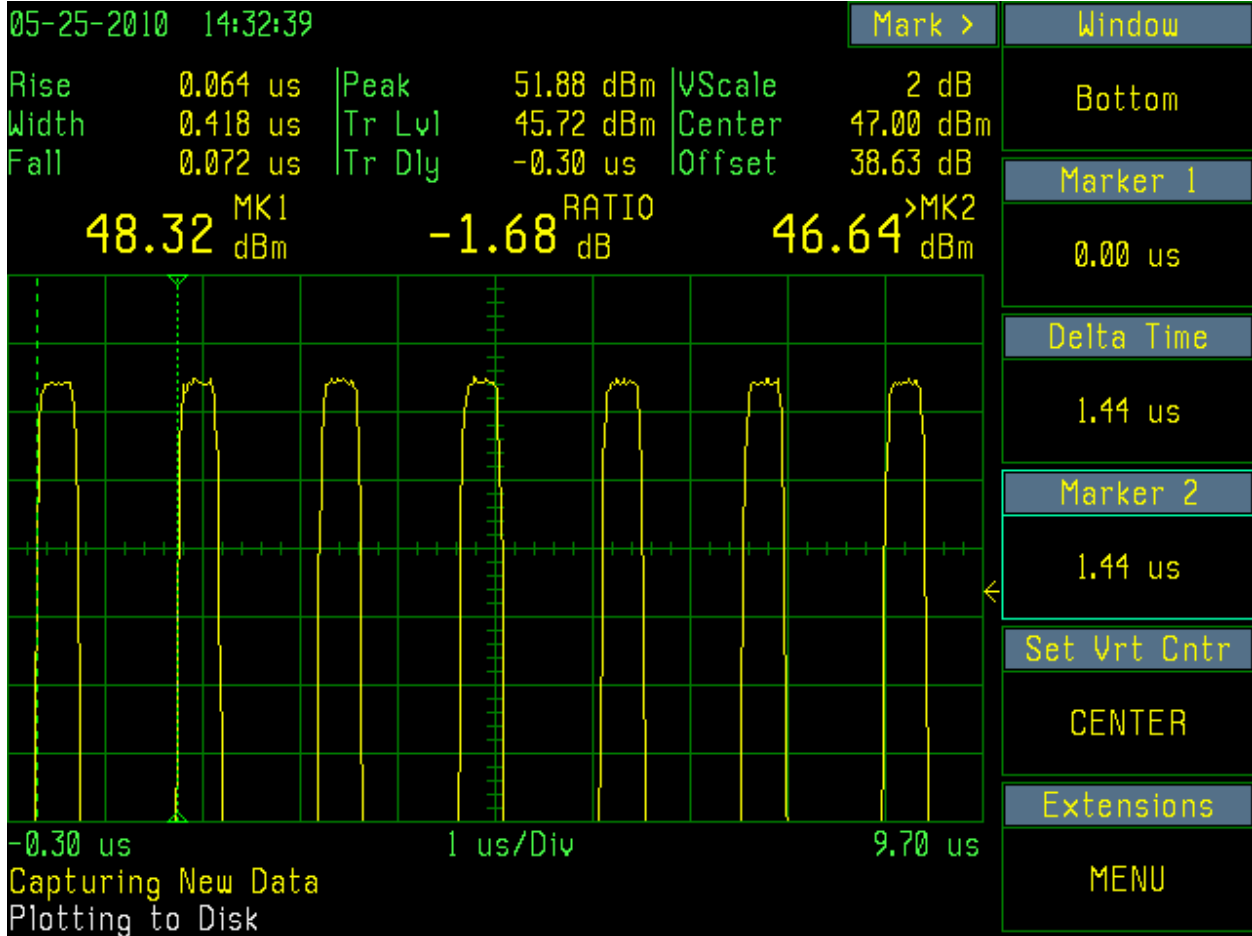 05-25-2010 14:32:39 Mark > Window
Rise 0.064 us Peak 51.88 dBm VScale 2 dB Bottom
Width 0.418 us Tr Lvl 45.72 dBm Center 47.00 dBm
Fall 0.072 us Tr Dly -0.30 us Offset 38.63 dB
Marker 1
48.32 MK1 dBm -1.68 RATIO dB 46.64 >MK2 dBm
0.00 us
Delta Time
1.44 us
Marker 2
1.44 us
Set Vrt Cntr
CENTER
Extensions
-0.30 us 1 us/Div 9.70 us
Capturing New Data MENU
Plotting to Disk